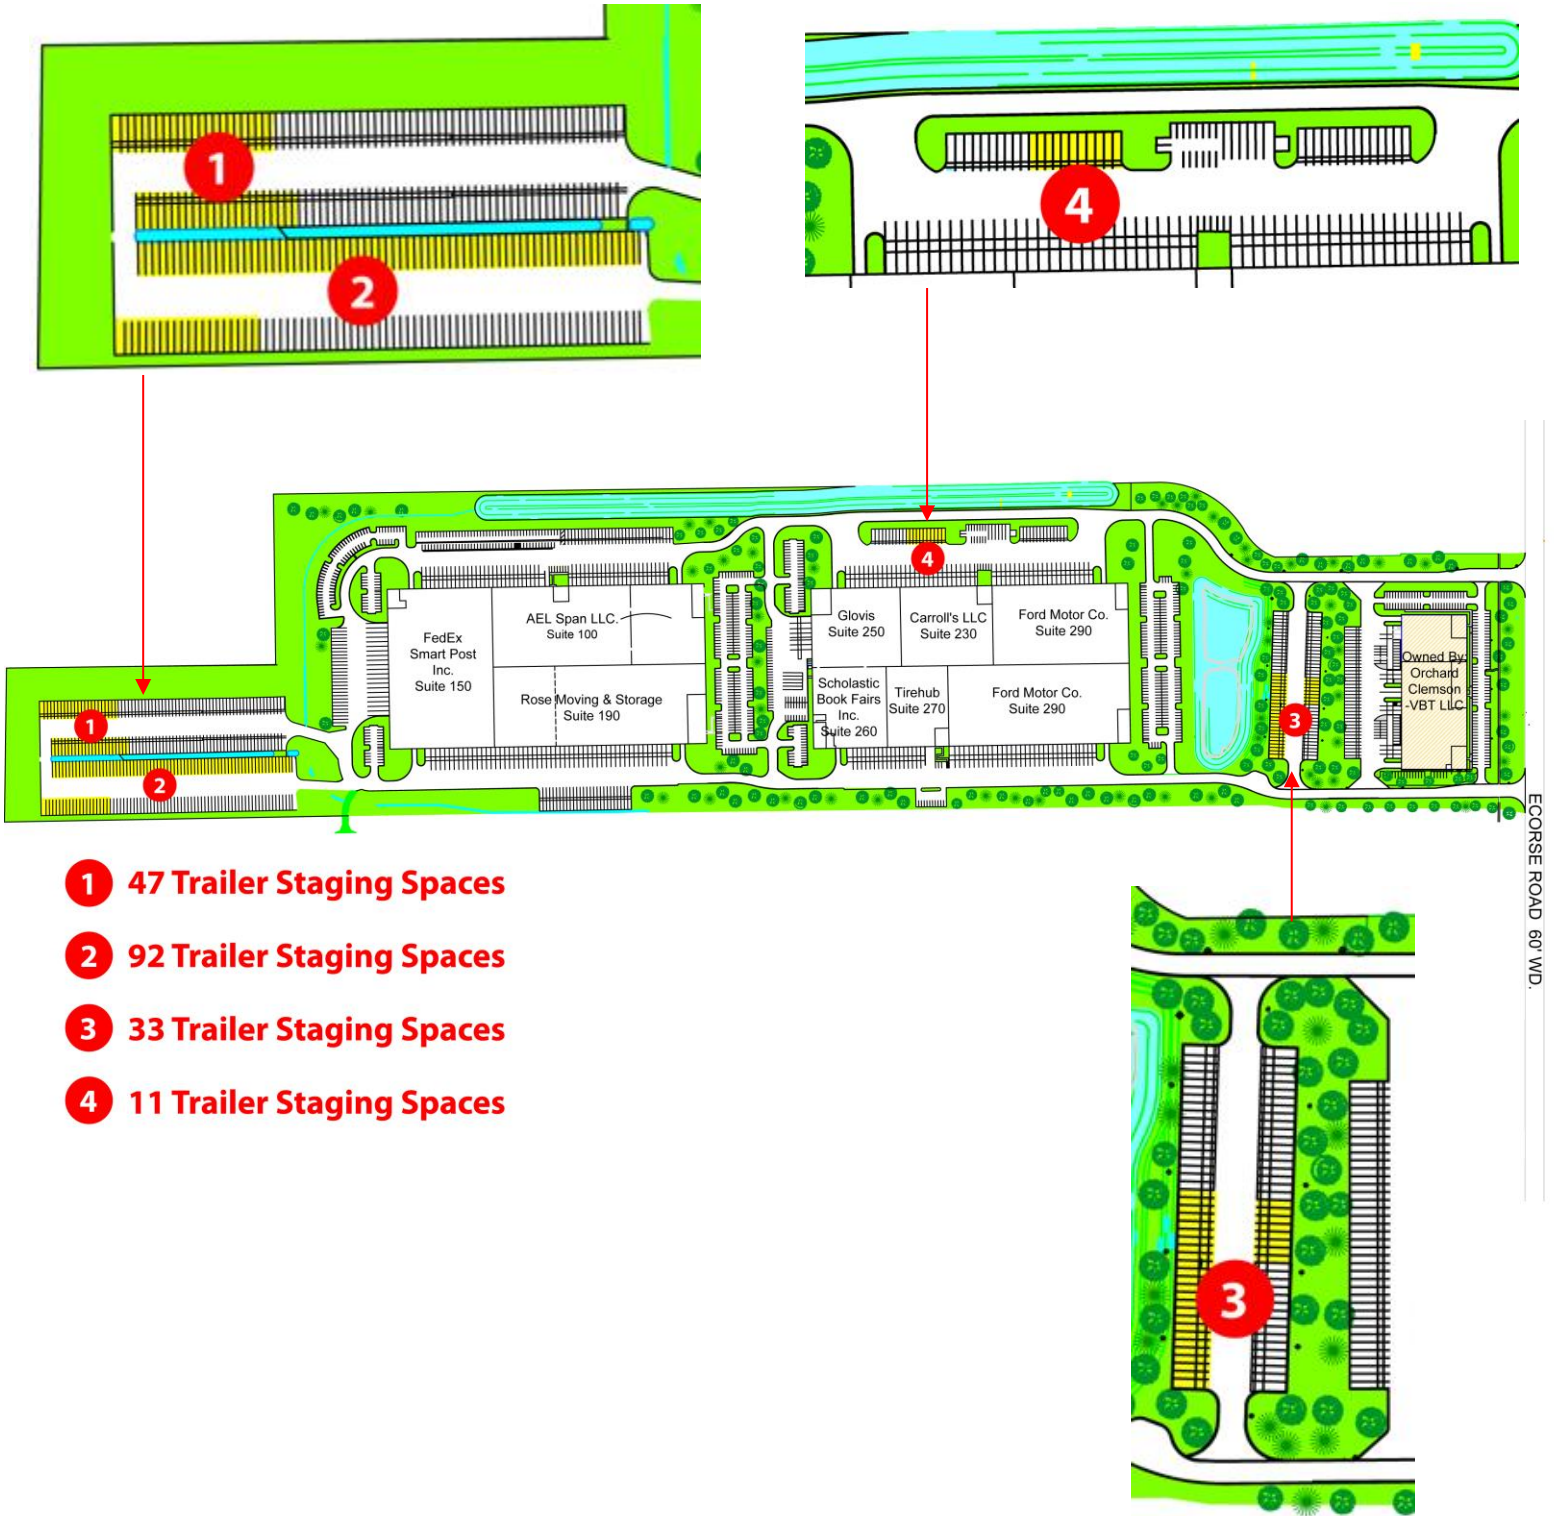 1
2
4
4
FedEx
Smart Post
Inc.
Suite 150
AEL Span LLC.
Suite 100
Rose Moving & Storage
Suite 190
Glovis
Suite 250
Carroll's LLC
Suite 230
Ford Motor Co.
Suite 290
Scholastic
Book Fairs
Inc.
Suite 260
Tirehub
Suite 270
Ford Motor Co.
Suite 290
Owned By:
Orchard
Clemson
-VBT LLC
1
2
3
ECORSE ROAD 60' WD.
1 47 Trailer Staging Spaces
2 92 Trailer Staging Spaces
3 33 Trailer Staging Spaces
4 11 Trailer Staging Spaces
3